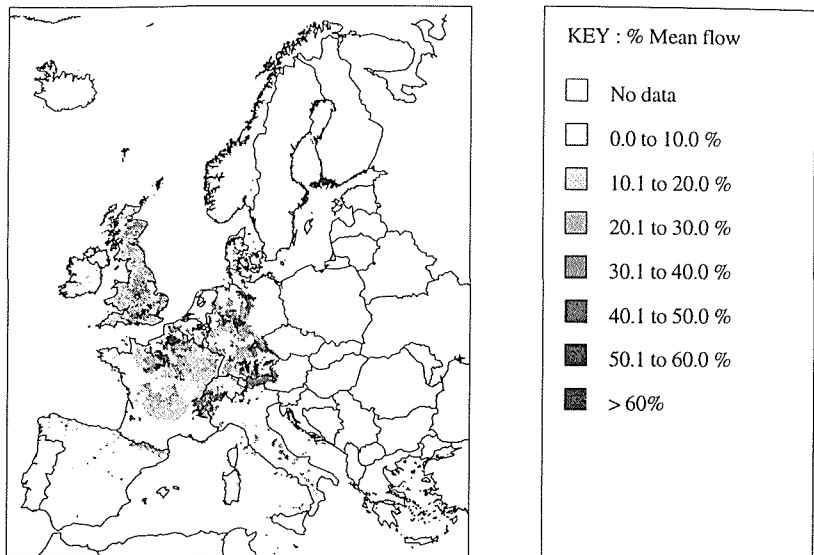 KEY : % Mean flow
No data
0.0 to 10.0 %
10.1 to 20.0 %
20.1 to 30.0 %
30.1 to 40.0 %
40.1 to 50.0 %
50.1 to 60.0 %
> 60%